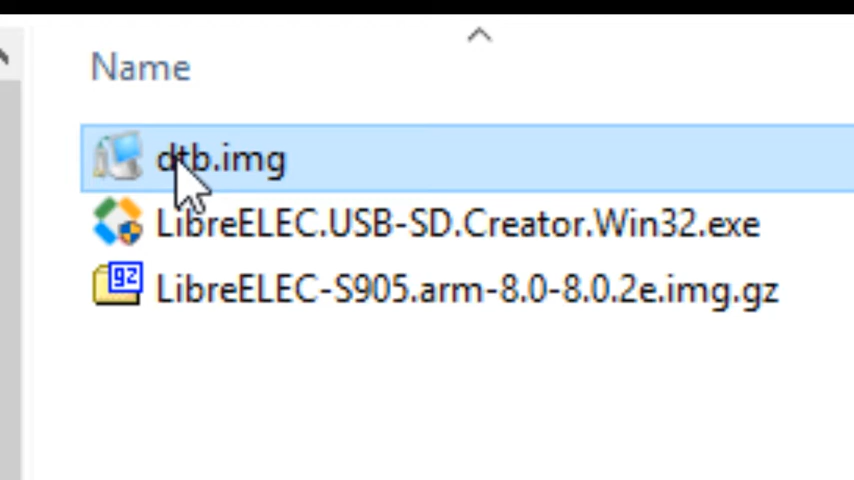 Name
dtb.img
LibreELEC.USB-SD.Creator.Win32.exe
gz
LibreELEC-S905.arm-8.0-8.0.2e.img.gz